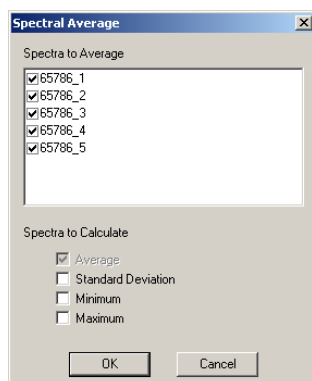 Spectral Average
Spectra to Average
65786_1
65786_2
65786_3
65786_4
65786_5
Spectra to Calculate
Average
Standard Deviation
Minimum
Maximum
OK Cancel